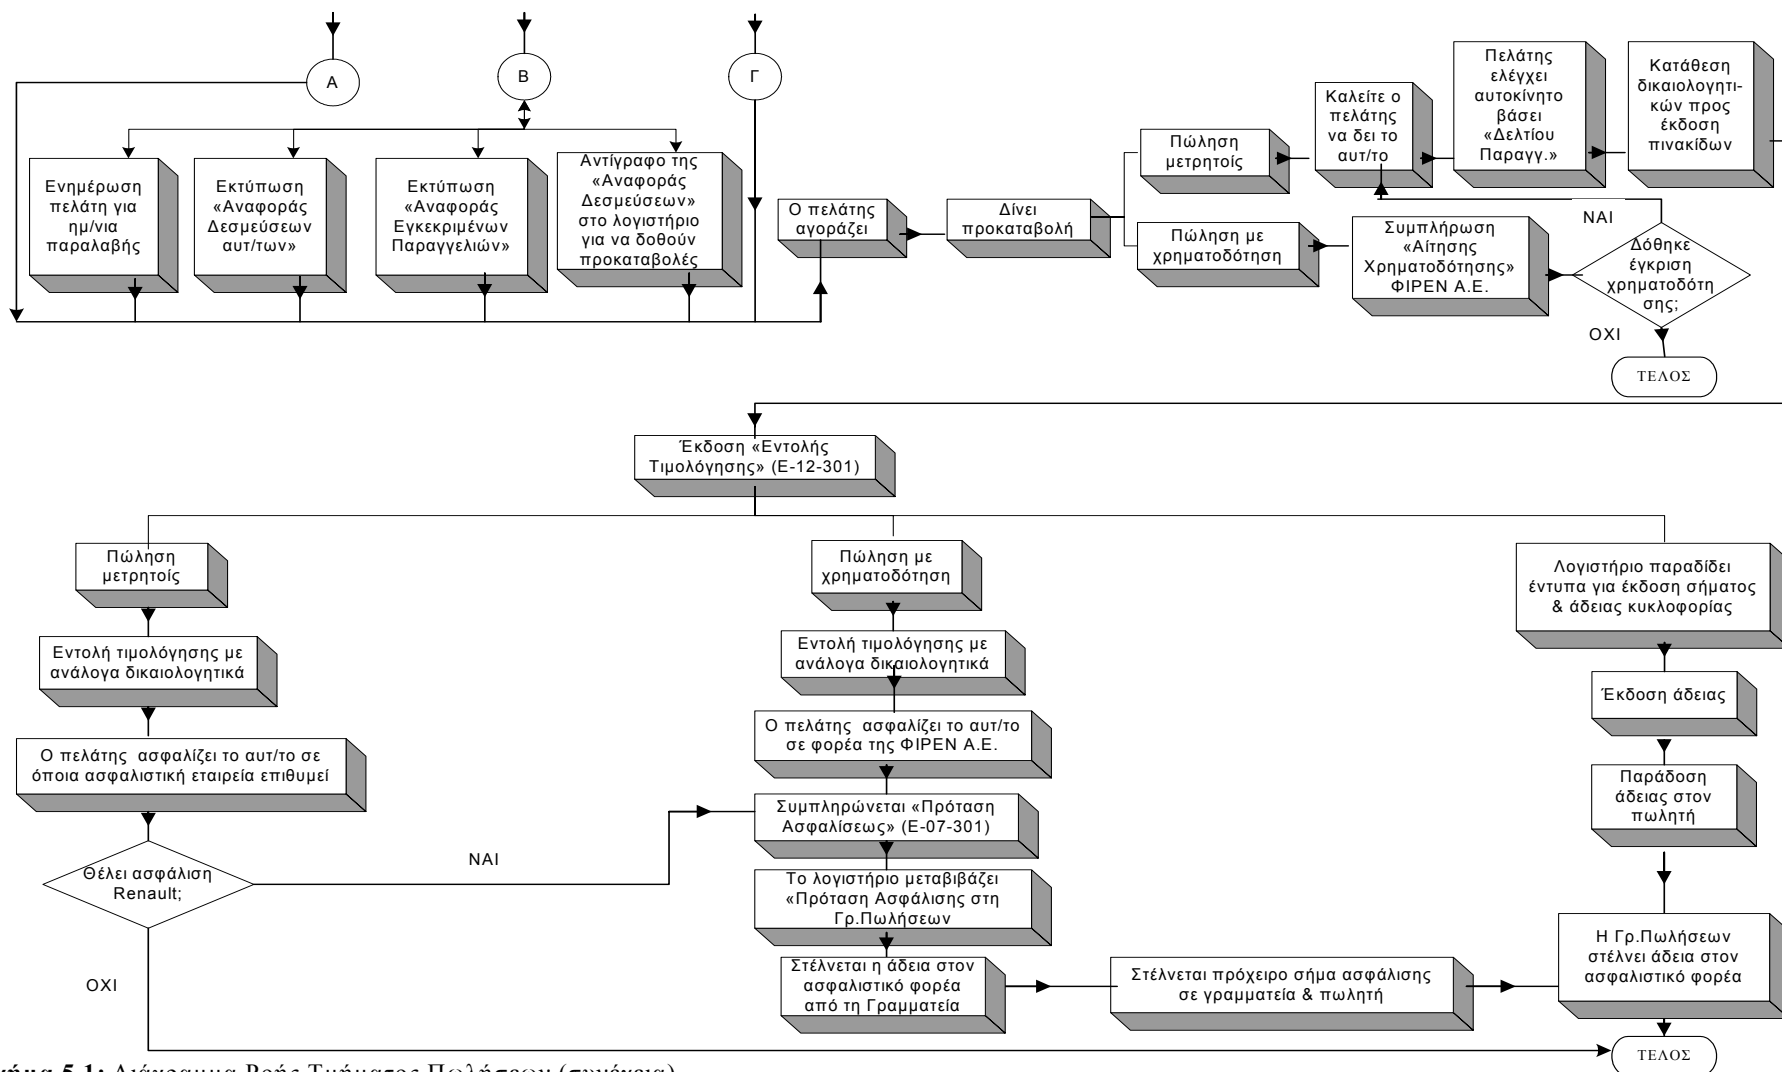 Α
Β
Γ
Ενημέρωση
πελάτη για
ημ/νια
παραλαβής
Εκτύπωση
«Αναφοράς
Δεσμεύσεων
αυτ/των»
Εκτύπωση
«Αναφοράς
Εγκεκριμένων
Παραγγελιών»
Αντίγραφο της
«Αναφοράς
Δεσμεύσεων»
στο λογιστήριο
για να δοθούν
προκαταβολές
Ο πελάτης
αγοράζει
Δίνει
προκαταβολή
Πώληση
μετρητοίς
Πώληση με
χρηματοδότηση
Καλείτε ο
πελάτης
να δει το
αυτ/το
Πελάτης
ελέγχει
αυτοκίνητο
βάσει
«Δελτίου
Παραγγ.»
Κατάθεση
δικαιολογητι-
κών προς
έκδοση
πινακίδων
Συμπλήρωση
«Αίτησης
Χρηματοδότησης»
ΦΙΡΕΝ Α.Ε.
ΝΑΙ
Δόθηκε
έγκριση
χρηματοδότη
σης;
ΟΧΙ
ΤΕΛΟΣ
Έκδοση «Εντολής
Τιμολόγησης» (Ε-12-301)
Πώληση
μετρητοίς
Εντολή τιμολόγησης με
ανάλογα δικαιολογητικά
Ο πελάτης ασφαλίζει το αυτ/το σε
όποια ασφαλιστική εταιρεία επιθυμεί
Θέλει ασφάλιση
Renault;
ΝΑΙ
ΟΧΙ
Πώληση με
χρηματοδότηση
Εντολή τιμολόγησης με
ανάλογα δικαιολογητικά
Ο πελάτης ασφαλίζει το αυτ/το
σε φορέα της ΦΙΡΕΝ Α.Ε.
Συμπληρώνεται «Πρόταση
Ασφαλίσεως» (Ε-07-301)
Το λογιστήριο μεταβιβάζει
«Πρόταση Ασφάλισης στη
Γρ.Πωλήσεων
Στέλνεται η άδεια στον
ασφαλιστικό φορέα
από τη Γραμματεία
Στέλνεται πρόχειρο σήμα ασφάλισης
σε γραμματεία & πωλητή
Λογιστήριο παραδίδει
έντυπα για έκδοση σήματος
& άδειας κυκλοφορίας
Έκδοση άδειας
Παράδοση
άδειας στον
πωλητή
Η Γρ.Πωλήσεων
στέλνει άδεια στον
ασφαλιστικό φορέα
ΤΕΛΟΣ
χήμα 5.1: Διάγραμμα Ροής Τμήματος Πωλήσεων (συνέχεια)